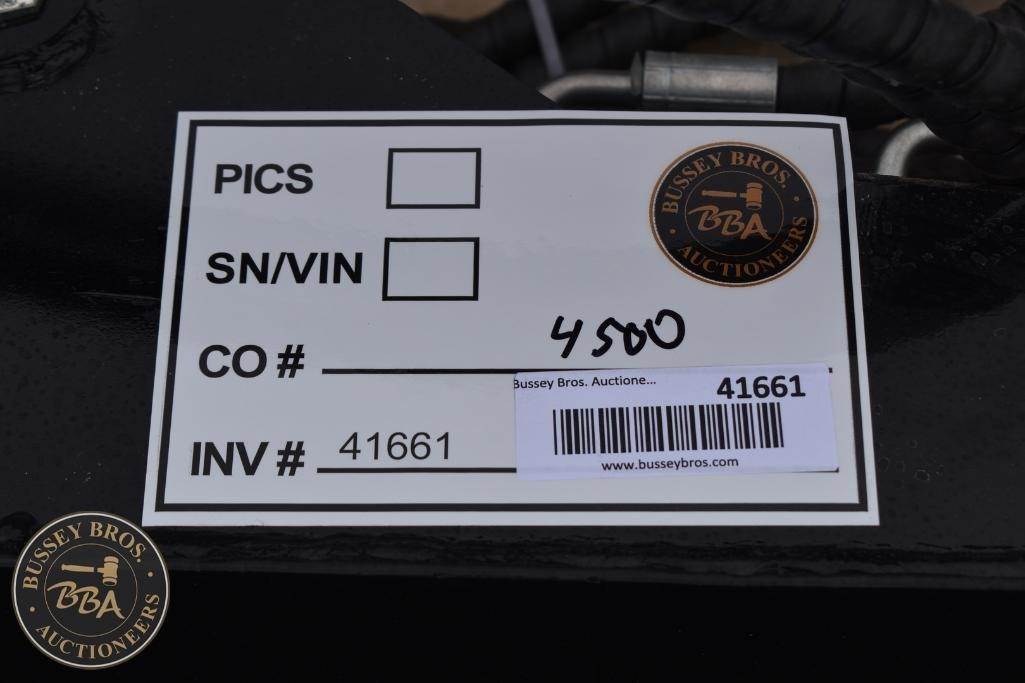 PICS
BUSSEY BROS.
BBA
AUCTIONEERS
SN/VIN
CO # 4500
Bussey Bros. Auctione... 41661
INV # 41661
www.busseybros.com
BUSSEY BROS.
BBA
AUCTIONEERS